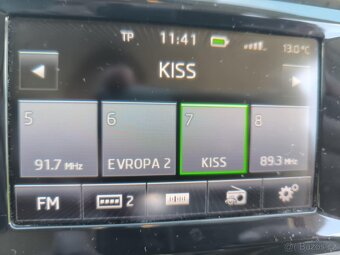 TP 11:41 13.0 °C
KISS
5 6 7 8
91.7 MHz EVROPA 2 KISS 89.3 MHz
FM 2